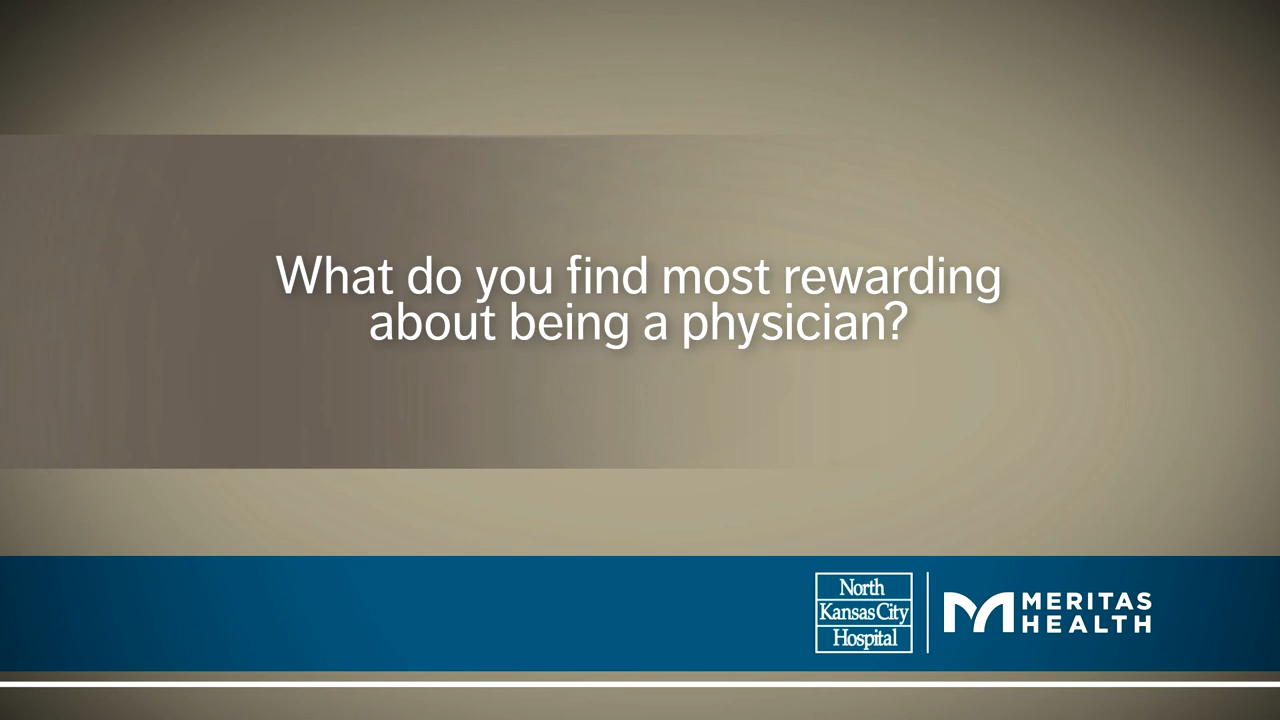 What do you find most rewarding
about being a physician?
North
Kansas City
Hospital
MERITAS
HEALTH